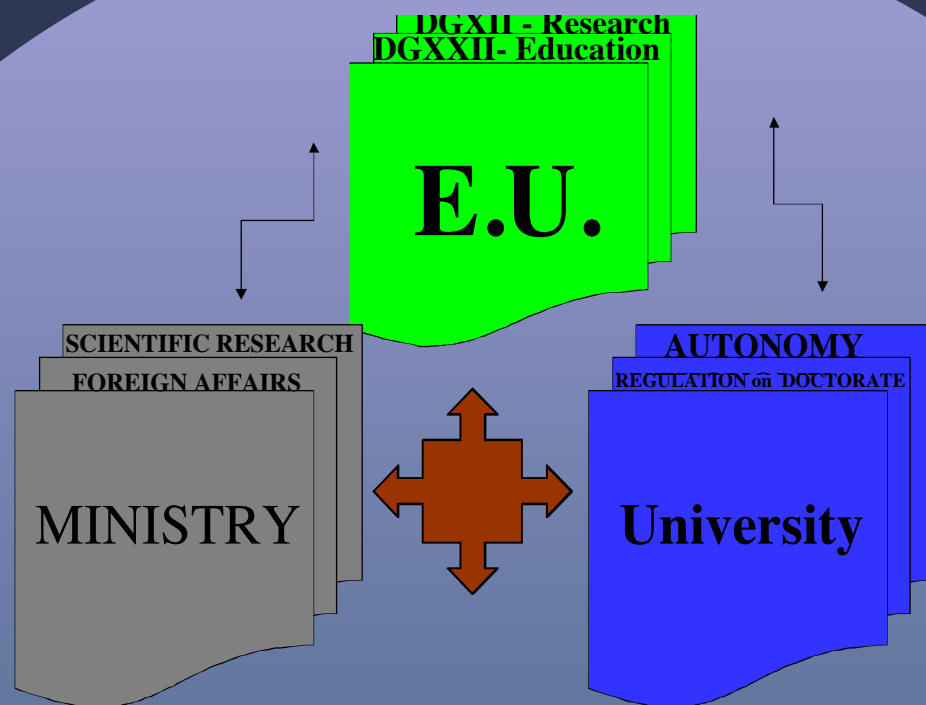 DGXII - Research
DGXXII- Education
E.U.
SCIENTIFIC RESEARCH
FOREIGN AFFAIRS
MINISTRY
AUTONOMY
REGULATION on DOCTORATE
University